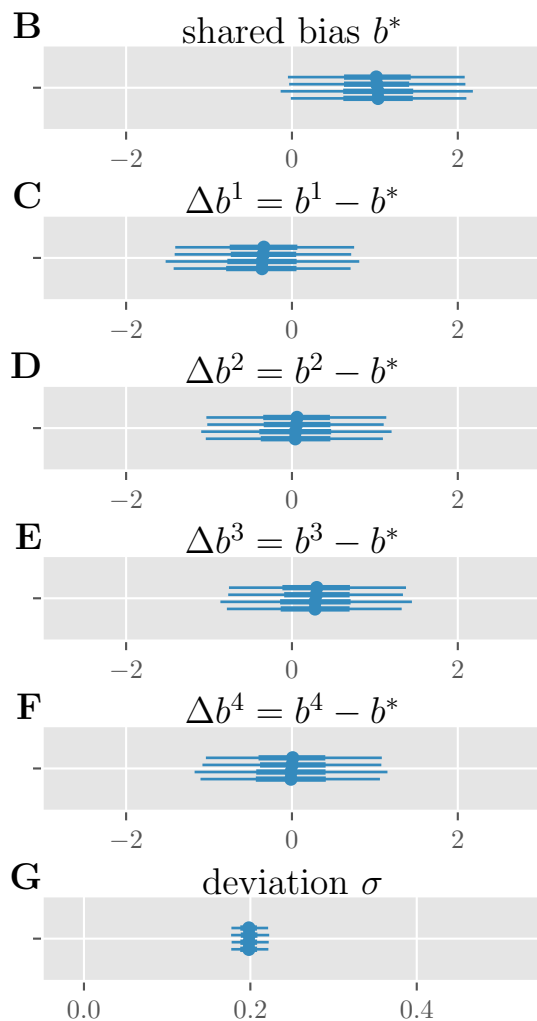 B shared bias b*
−2 0 2
C Δb¹ = b¹ − b*
−2 0 2
D Δb² = b² − b*
−2 0 2
E Δb³ = b³ − b*
−2 0 2
F Δb⁴ = b⁴ − b*
−2 0 2
G deviation σ
0.0 0.2 0.4